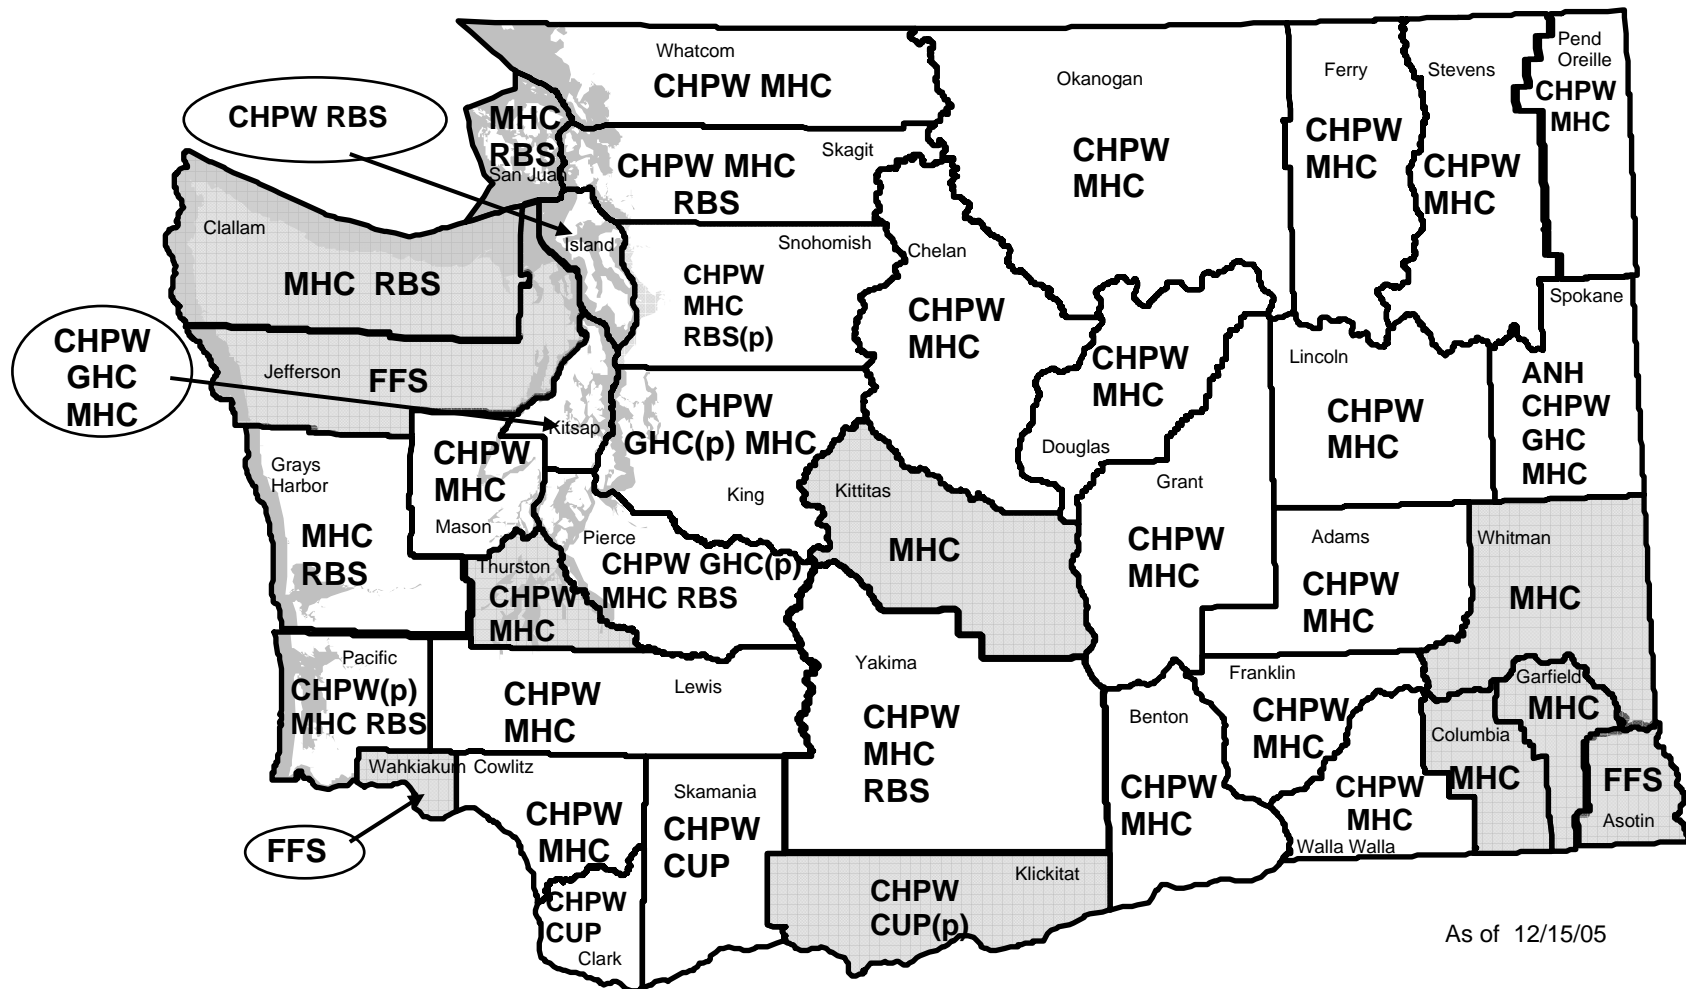 Whatcom
CHPW MHC
Okanogan
CHPW
MHC
Ferry
CHPW
MHC
Stevens
CHPW
MHC
Pend
Oreille
CHPW
MHC
CHPW RBS
MHC
RBS
San Juan
Skagit
CHPW MHC
RBS
Clallam
MHC RBS
Island
Snohomish
CHPW
MHC
RBS(p)
Chelan
CHPW
MHC
CHPW
MHC
Douglas
Lincoln
CHPW
MHC
Spokane
ANH
CHPW
GHC
MHC
CHPW
GHC
MHC
Jefferson
FFS
Kitsap
CHPW
GHC(p) MHC
King
Grays
Harbor
MHC
RBS
CHPW
MHC
Mason
Kittitas
MHC
Grant
CHPW
MHC
Adams
CHPW
MHC
Whitman
MHC
Thurston
CHPW
MHC
Pierce
CHPW GHC(p)
MHC RBS
Pacific
CHPW(p)
MHC RBS
Lewis
CHPW
MHC
Yakima
CHPW
MHC
RBS
Benton
CHPW
MHC
Franklin
CHPW
MHC
Garfield
MHC
Columbia
MHC
FFS
Asotin
CHPW
MHC
Walla Walla
Wahkiakum
FFS
Cowlitz
CHPW
MHC
Skamania
CHPW
CUP
CHPW
CUP
Clark
Klickitat
CHPW
CUP(p)
As of 12/15/05